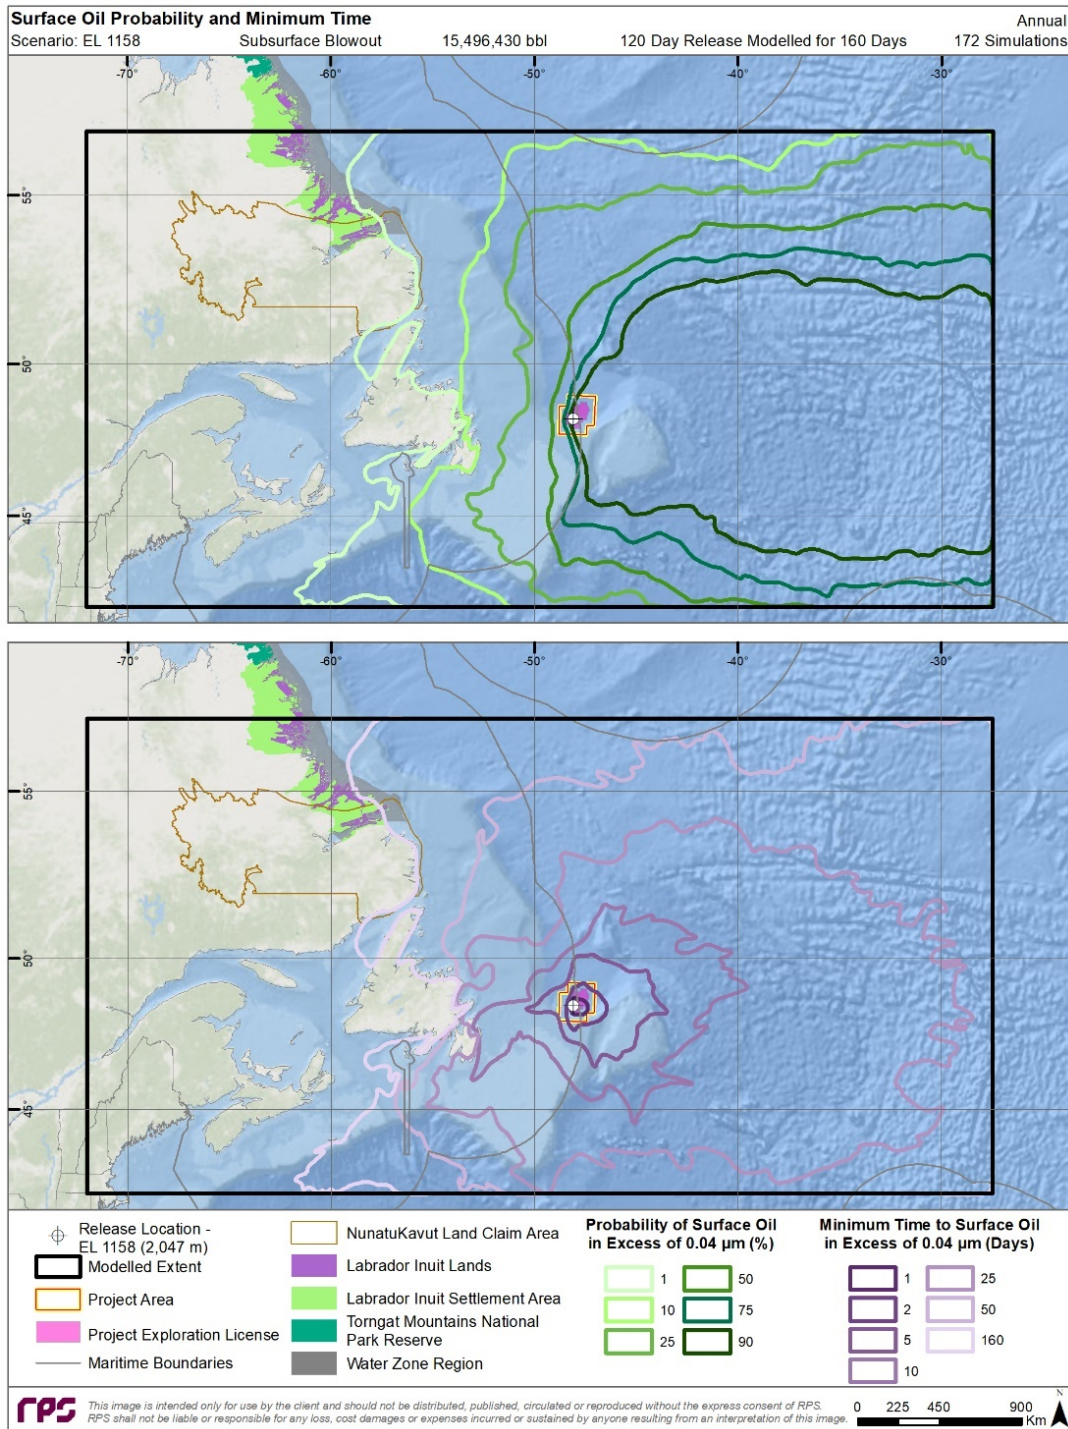 Surface Oil Probability and Minimum Time Annual
Scenario: EL 1158 Subsurface Blowout 15,496,430 bbl 120 Day Release Modelled for 160 Days 172 Simulations
-70° -60° -50° -40° -30°
55°
50°
45°
-70° -60° -50° -40° -30°
55°
50°
45°
Release Location -
EL 1158 (2,047 m)
Modelled Extent
Project Area
Project Exploration License
Maritime Boundaries
NunatuKavut Land Claim Area
Labrador Inuit Lands
Labrador Inuit Settlement Area
Torngat Mountains National
Park Reserve
Water Zone Region
Probability of Surface Oil
in Excess of 0.04 µm (%)
1 50
10 75
25 90
Minimum Time to Surface Oil
in Excess of 0.04 µm (Days)
1 25
2 50
5 160
10
rps
This image is intended only for use by the client and should not be distributed, published, circulated or reproduced without the express consent of RPS.
RPS shall not be liable or responsible for any loss, cost damages or expenses incurred or sustained by anyone resulting from an interpretation of this image.
0 225 450 900
Km
N